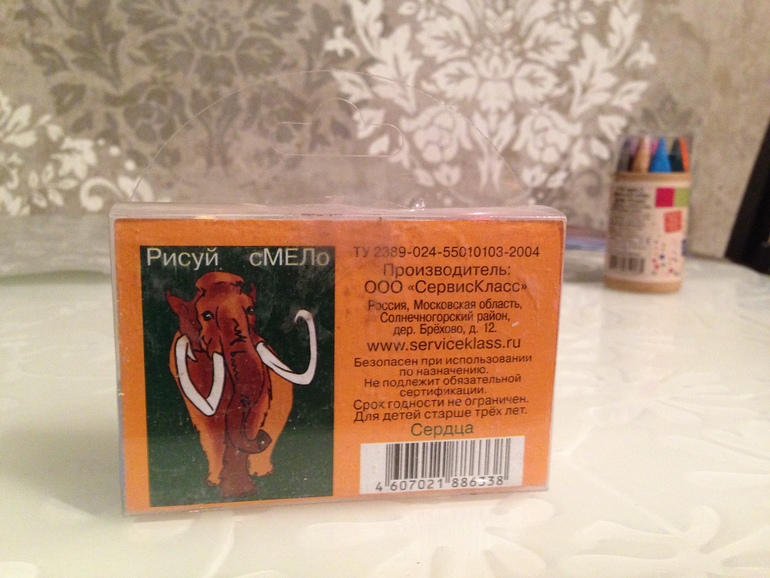 Рисуй сМЕЛо
ТУ 2389-024-55010103-2004
Производитель:
ООО «СервисКласс»
Россия, Московская область,
Солнечногорский район,
дер. Брёхово, д. 12.
www.serviceklass.ru
Безопасен при использовании
по назначению.
Не подлежит обязательной
сертификации.
Срок годности не ограничен.
Для детей старше трёх лет.
Сердца
4 607021 886338